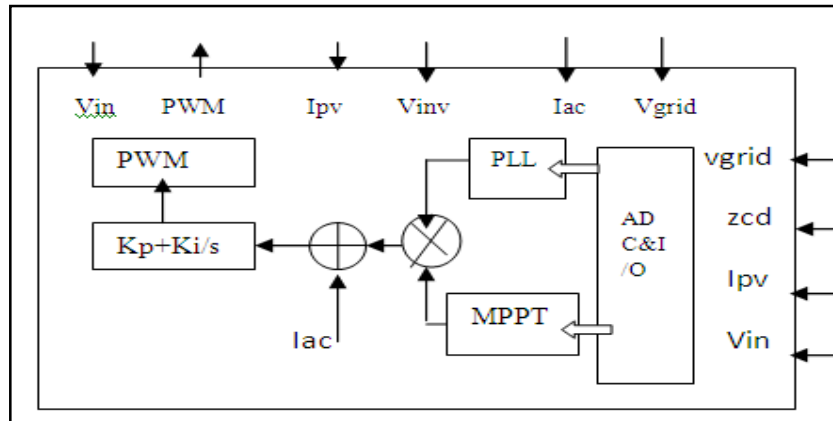 Vin PWM Ipv Vinv Iac Vgrid
PWM
PLL
vgrid
Kp+Ki/s
AD
C&I
/O
zcd
MPPT
Ipv
Iac
Vin